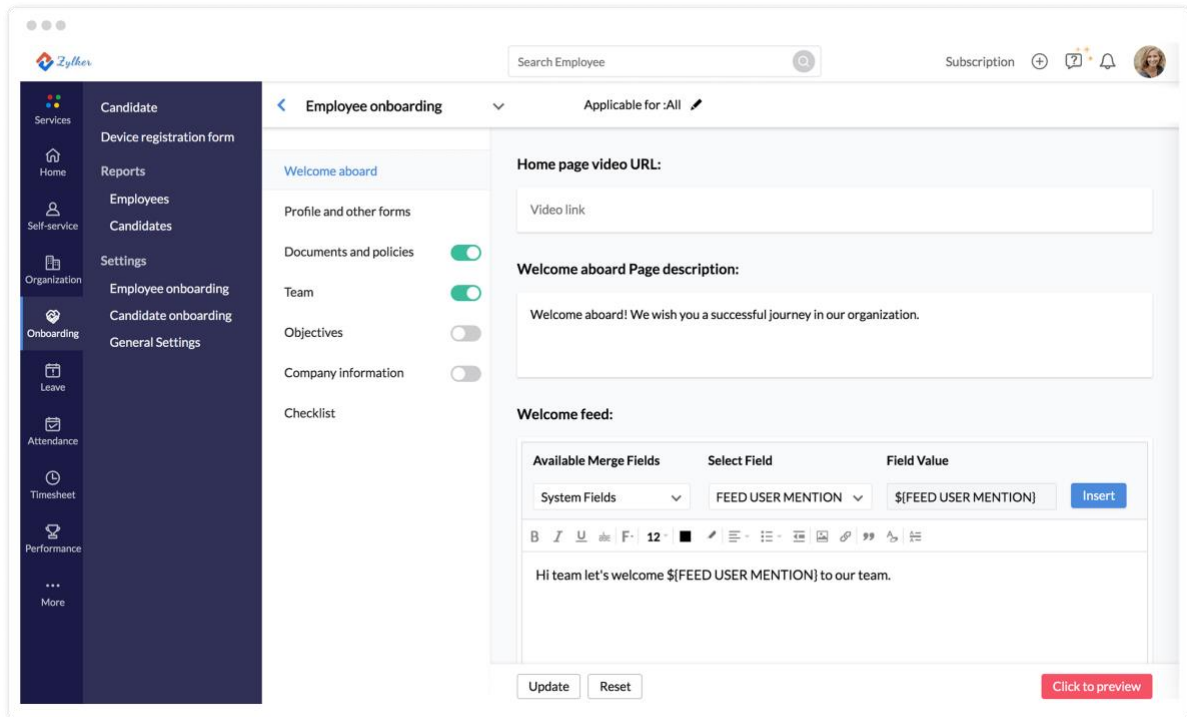 Zylker
Search Employee
Subscription
Services
Home
Self-service
Organization
Onboarding
Leave
Attendance
Timesheet
Performance
More
Candidate
Device registration form
Reports
Employees
Candidates
Settings
Employee onboarding
Candidate onboarding
General Settings
Employee onboarding
Applicable for :All
Welcome aboard
Profile and other forms
Documents and policies
Team
Objectives
Company information
Checklist
Home page video URL:
Video link
Welcome aboard Page description:
Welcome aboard! We wish you a successful journey in our organization.
Welcome feed:
Available Merge Fields Select Field Field Value
System Fields FEED USER MENTION ${FEED USER MENTION} Insert
B I U abc F 12
Hi team let's welcome ${FEED USER MENTION} to our team.
Update Reset Click to preview